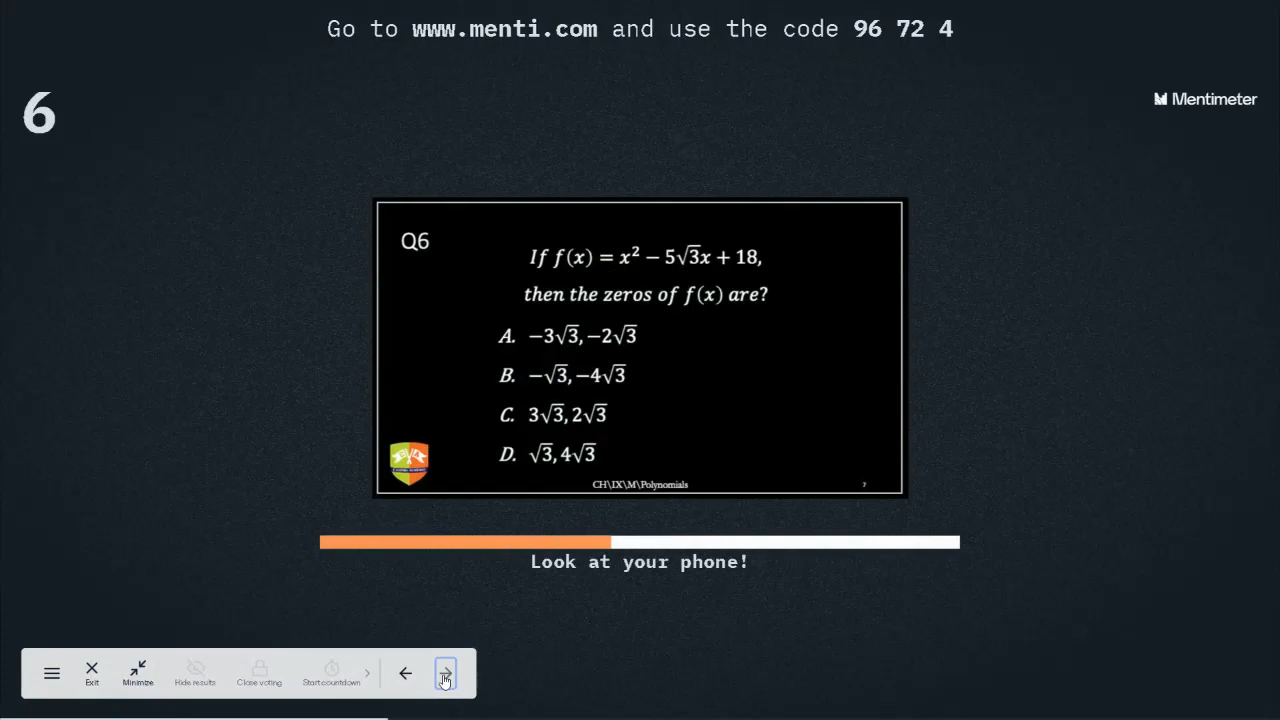 Go to www.menti.com and use the code 96 72 4
6
Mentimeter
Q6
If f(x) = x² − 5√3x + 18,
then the zeros of f(x) are?
A. −3√3, −2√3
B. −√3, −4√3
C. 3√3, 2√3
D. √3, 4√3
CH\IX\M\Polynomials 7
Look at your phone!
Exit Minimize Hide results Close voting Start countdown